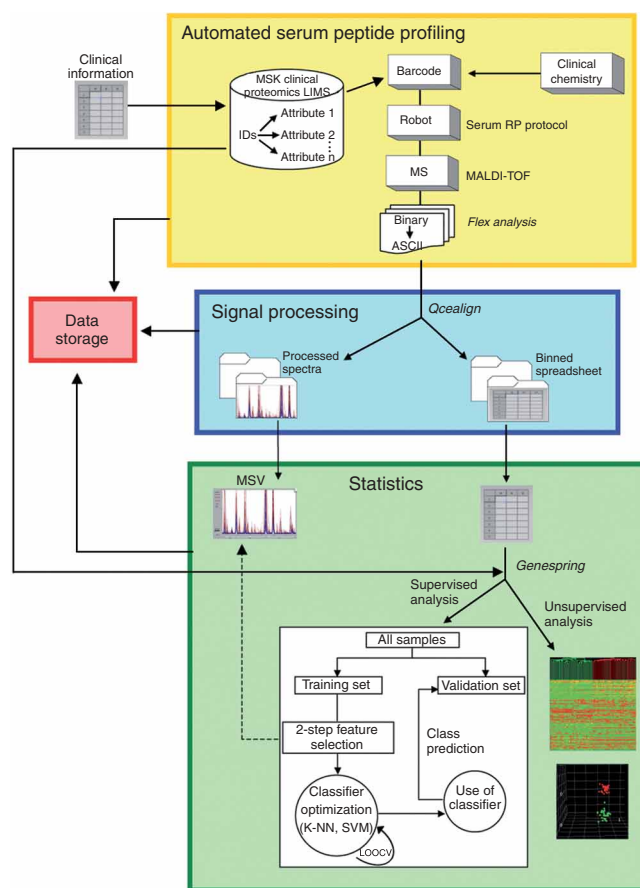 Automated serum peptide profiling
Clinical
information
MSK clinical
proteomics LIMS
IDs
Attribute 1
Attribute 2
Attribute n
Barcode
Clinical
chemistry
Robot
Serum RP protocol
MS
MALDI-TOF
Binary
ASCII
Flex analysis
Data
storage
Signal processing
Qcealign
Processed
spectra
Binned
spreadsheet
MSV
Statistics
Genespring
Supervised
analysis
Unsupervised
analysis
All samples
Training set
Validation set
2-step feature
selection
Class
prediction
Classifier
optimization
(K-NN, SVM)
Use of
classifier
LOOCV